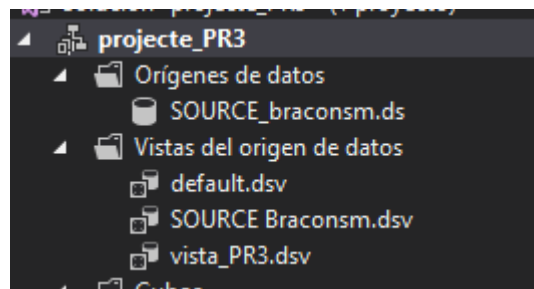 projecte_PR3
Orígenes de datos
SOURCE_braconsm.ds
Vistas del origen de datos
default.dsv
SOURCE Braconsm.dsv
vista_PR3.dsv